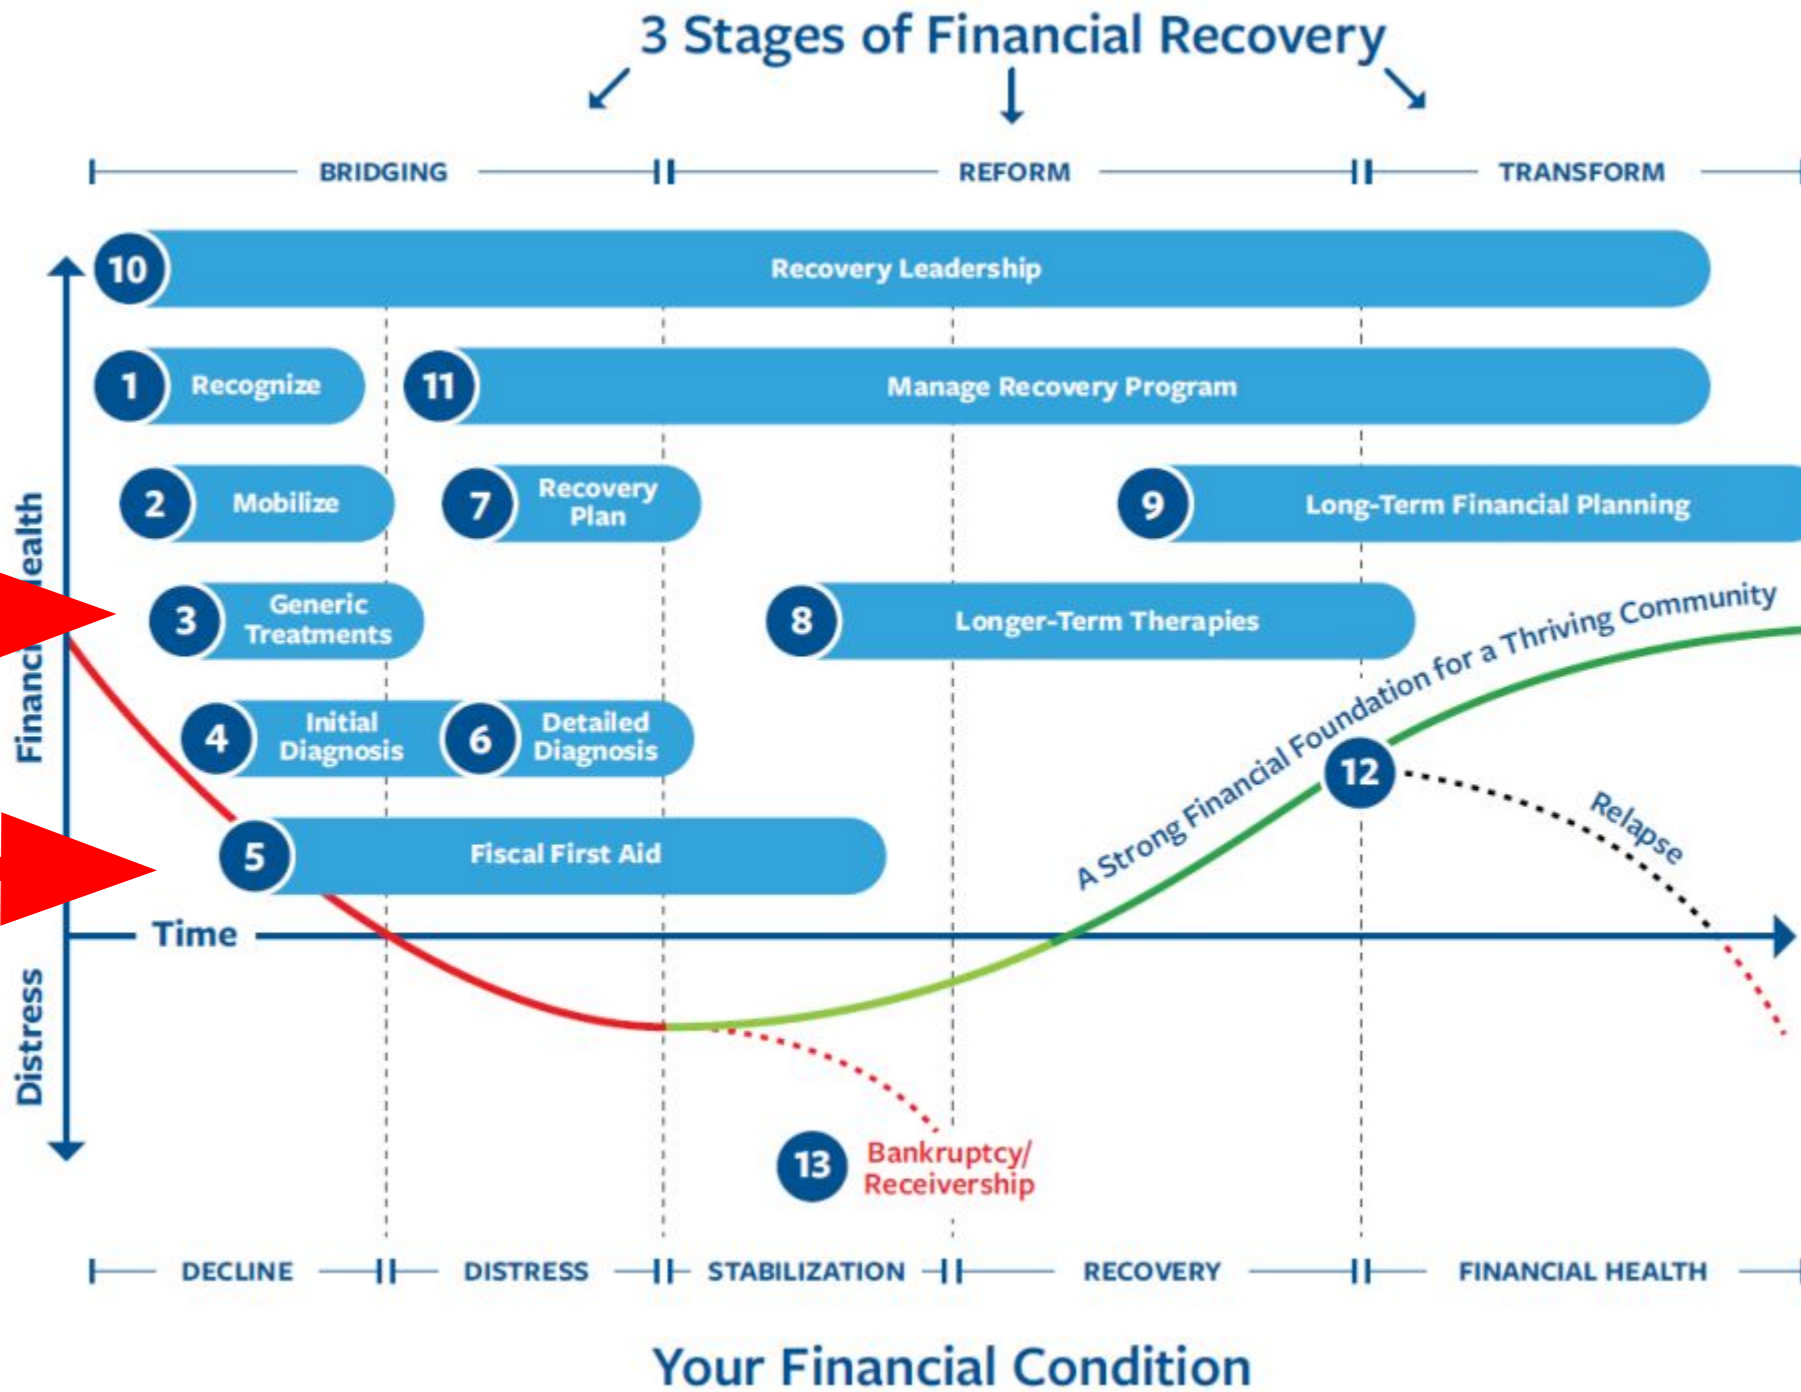 3 Stages of Financial Recovery
BRIDGING
REFORM
TRANSFORM
10 Recovery Leadership
1 Recognize
11 Manage Recovery Program
2 Mobilize
7 Recovery
Plan
9 Long-Term Financial Planning
3 Generic
Treatments
8 Longer-Term Therapies
4 Initial
Diagnosis
6 Detailed
Diagnosis
5 Fiscal First Aid
A Strong Financial Foundation for a Thriving Community
12
Relapse
Time
Distress
13 Bankruptcy/
Receivership
DECLINE
DISTRESS
STABILIZATION
RECOVERY
FINANCIAL HEALTH
Your Financial Condition